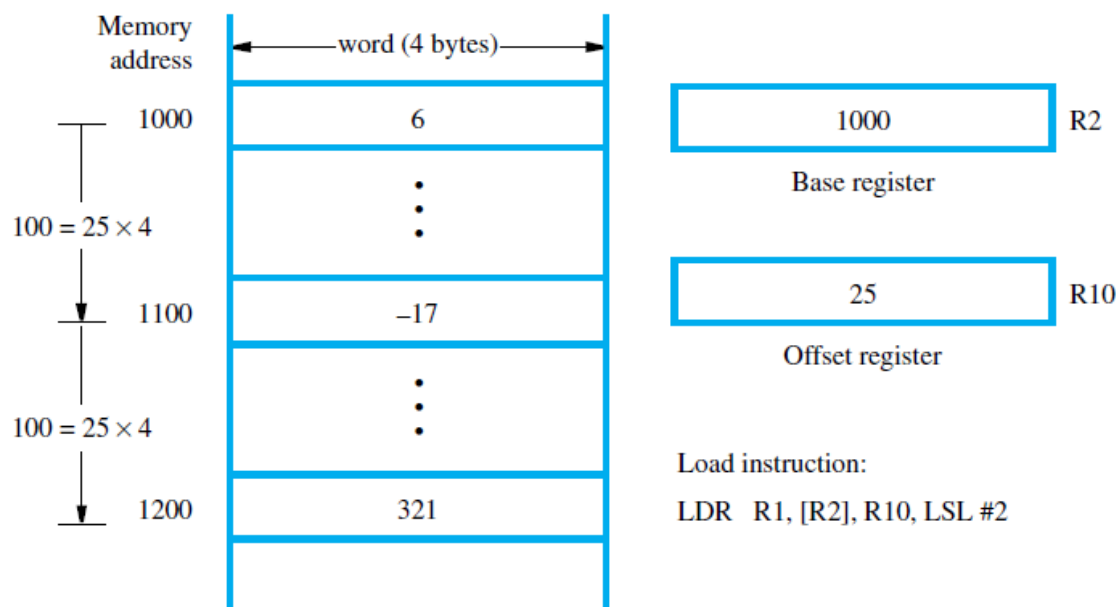 Memory
address
word (4 bytes)
1000
6
1000
R2
Base register
100 = 25 × 4
25
R10
1100
–17
Offset register
100 = 25 × 4
Load instruction:
1200
321
LDR R1, [R2], R10, LSL #2